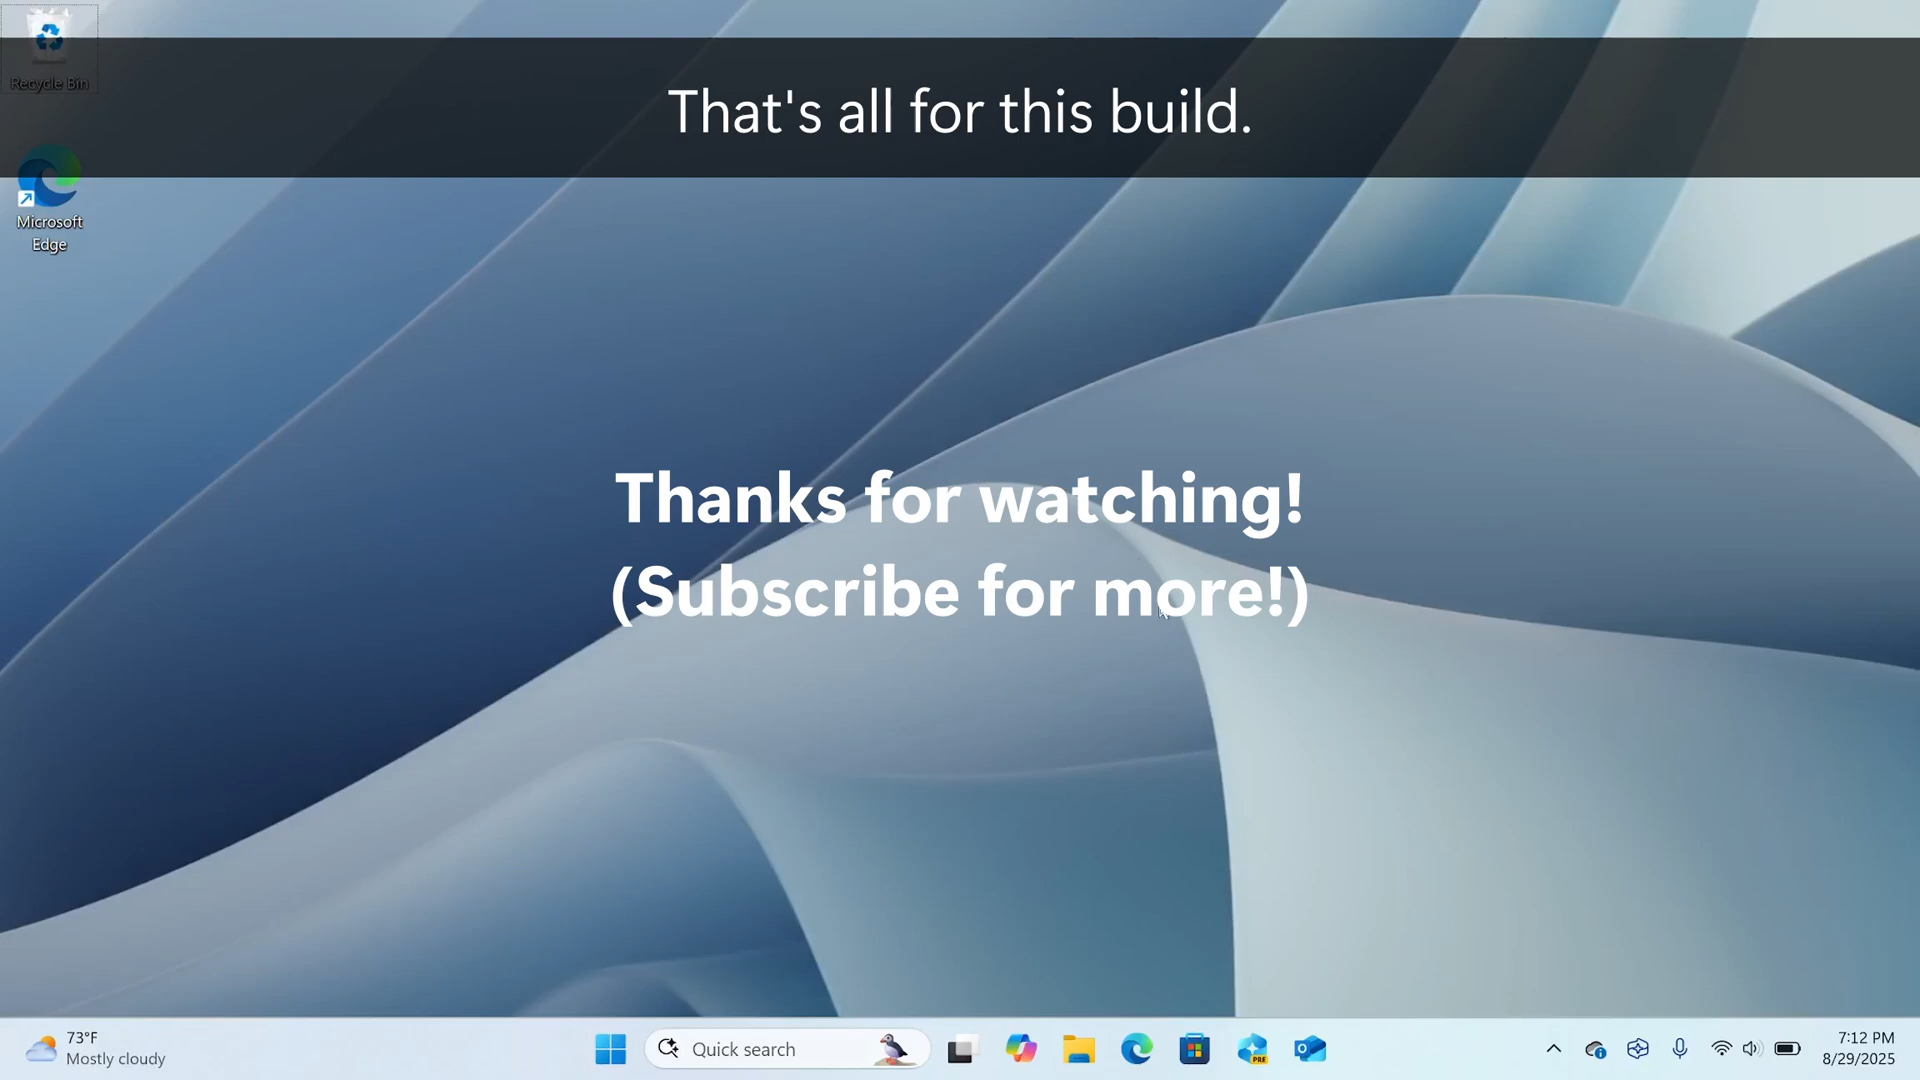 Recycle Bin
That's all for this build.
Microsoft
Edge
Thanks for watching!
(Subscribe for more!)
73°F
Mostly cloudy
Quick search
PRE
7:12 PM
8/29/2025